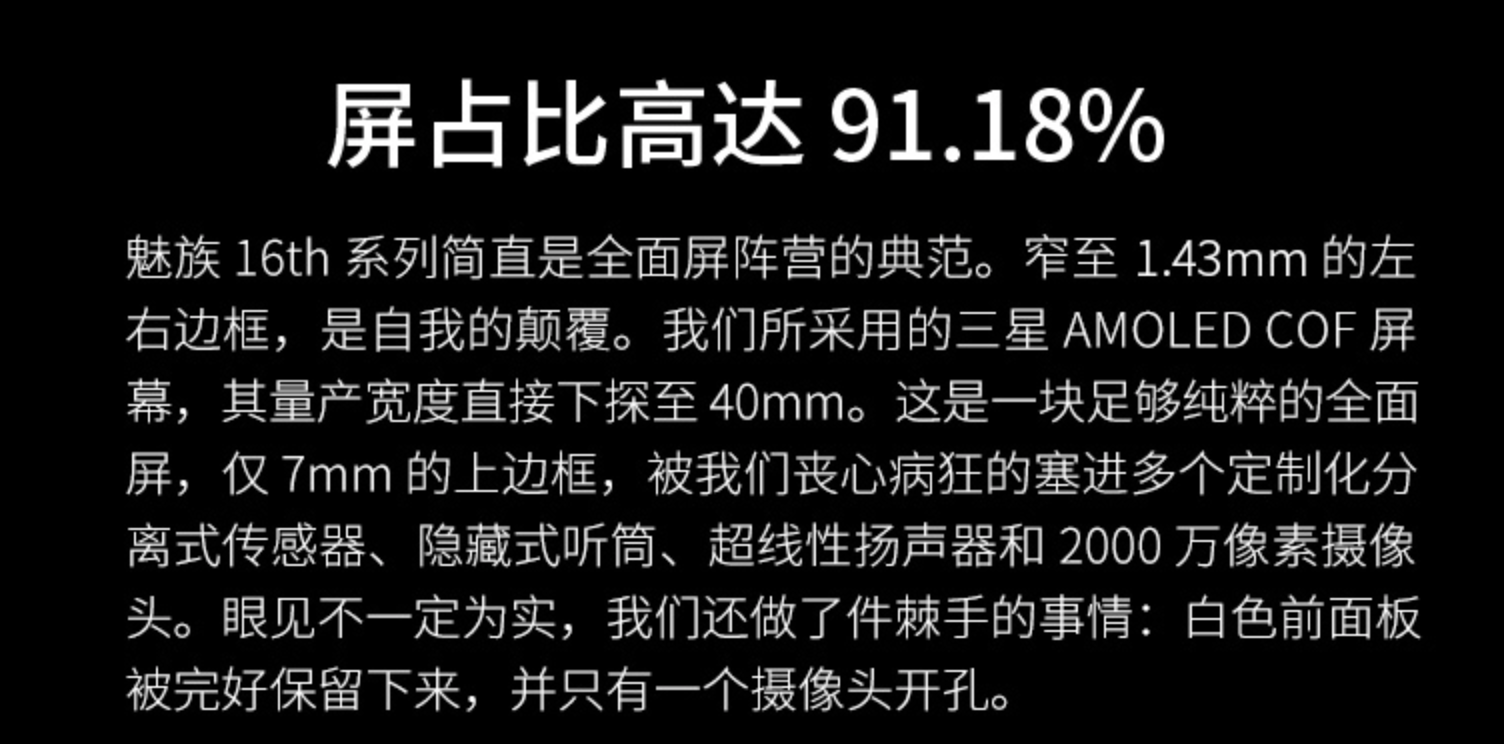 屏占比高达 91.18%
魅族 16th 系列简直是全面屏阵营的典范。窄至 1.43mm 的左
右边框，是自我的颠覆。我们所采用的三星 AMOLED COF 屏
幕，其量产宽度直接下探至 40mm。这是一块足够纯粹的全面
屏，仅 7mm 的上边框，被我们丧心病狂的塞进多个定制化分
离式传感器、隐藏式听筒、超线性扬声器和 2000 万像素摄像
头。眼见不一定为实，我们还做了件棘手的事情：白色前面板
被完好保留下来，并只有一个摄像头开孔。